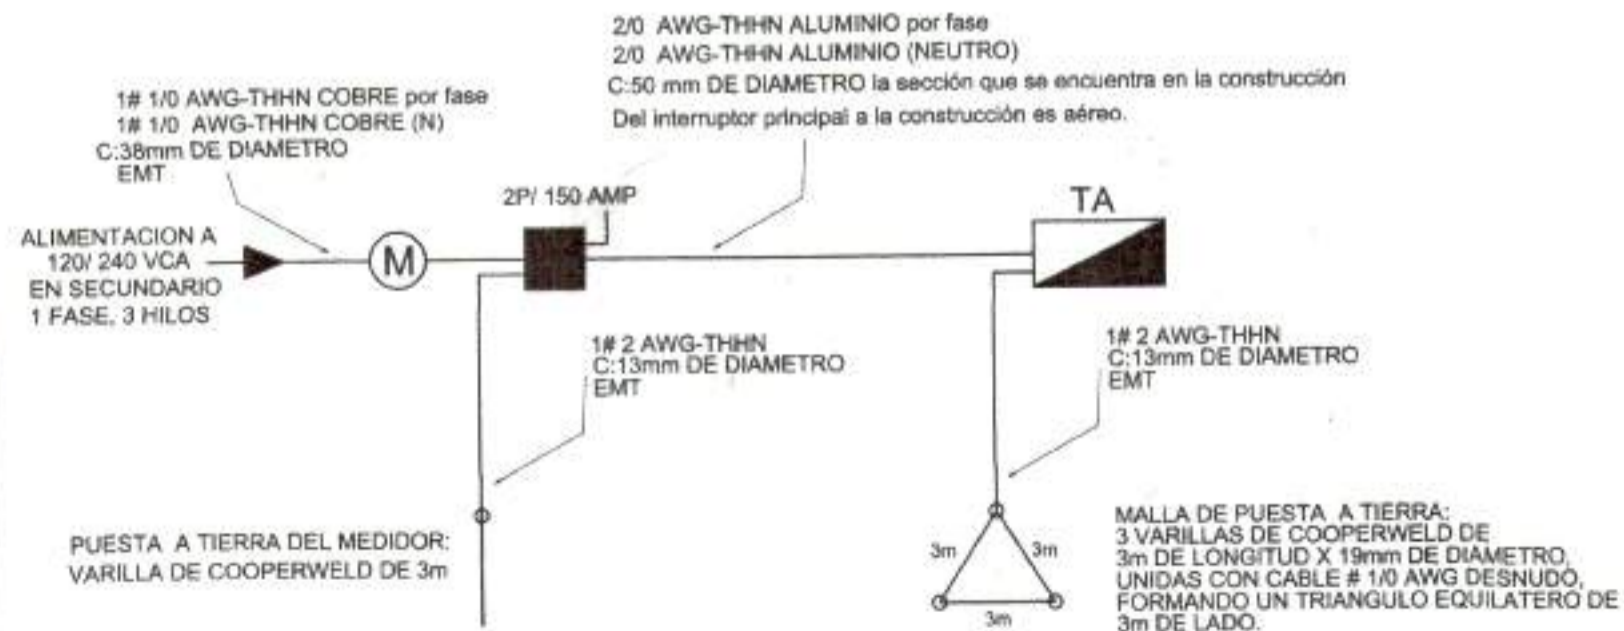 2/0 AWG-THHN ALUMINIO por fase
2/0 AWG-THHN ALUMINIO (NEUTRO)
C:50 mm DE DIAMETRO la sección que se encuentra en la construcción
Del interruptor principal a la construcción es aéreo.
1# 1/0 AWG-THHN COBRE por fase
1# 1/0 AWG-THHN COBRE (N)
C:38mm DE DIAMETRO
EMT
2P/ 150 AMP
TA
ALIMENTACION A
120/ 240 VCA
EN SECUNDARIO
1 FASE, 3 HILOS
M
1# 2 AWG-THHN
C:13mm DE DIAMETRO
EMT
1# 2 AWG-THHN
C:13mm DE DIAMETRO
EMT
PUESTA A TIERRA DEL MEDIDOR:
VARILLA DE COOPERWELD DE 3m
3m
3m
3m
MALLA DE PUESTA A TIERRA:
3 VARILLAS DE COOPERWELD DE
3m DE LONGITUD X 19mm DE DIAMETRO,
UNIDAS CON CABLE # 1/0 AWG DESNUDO,
FORMANDO UN TRIANGULO EQUILATERO DE
3m DE LADO.